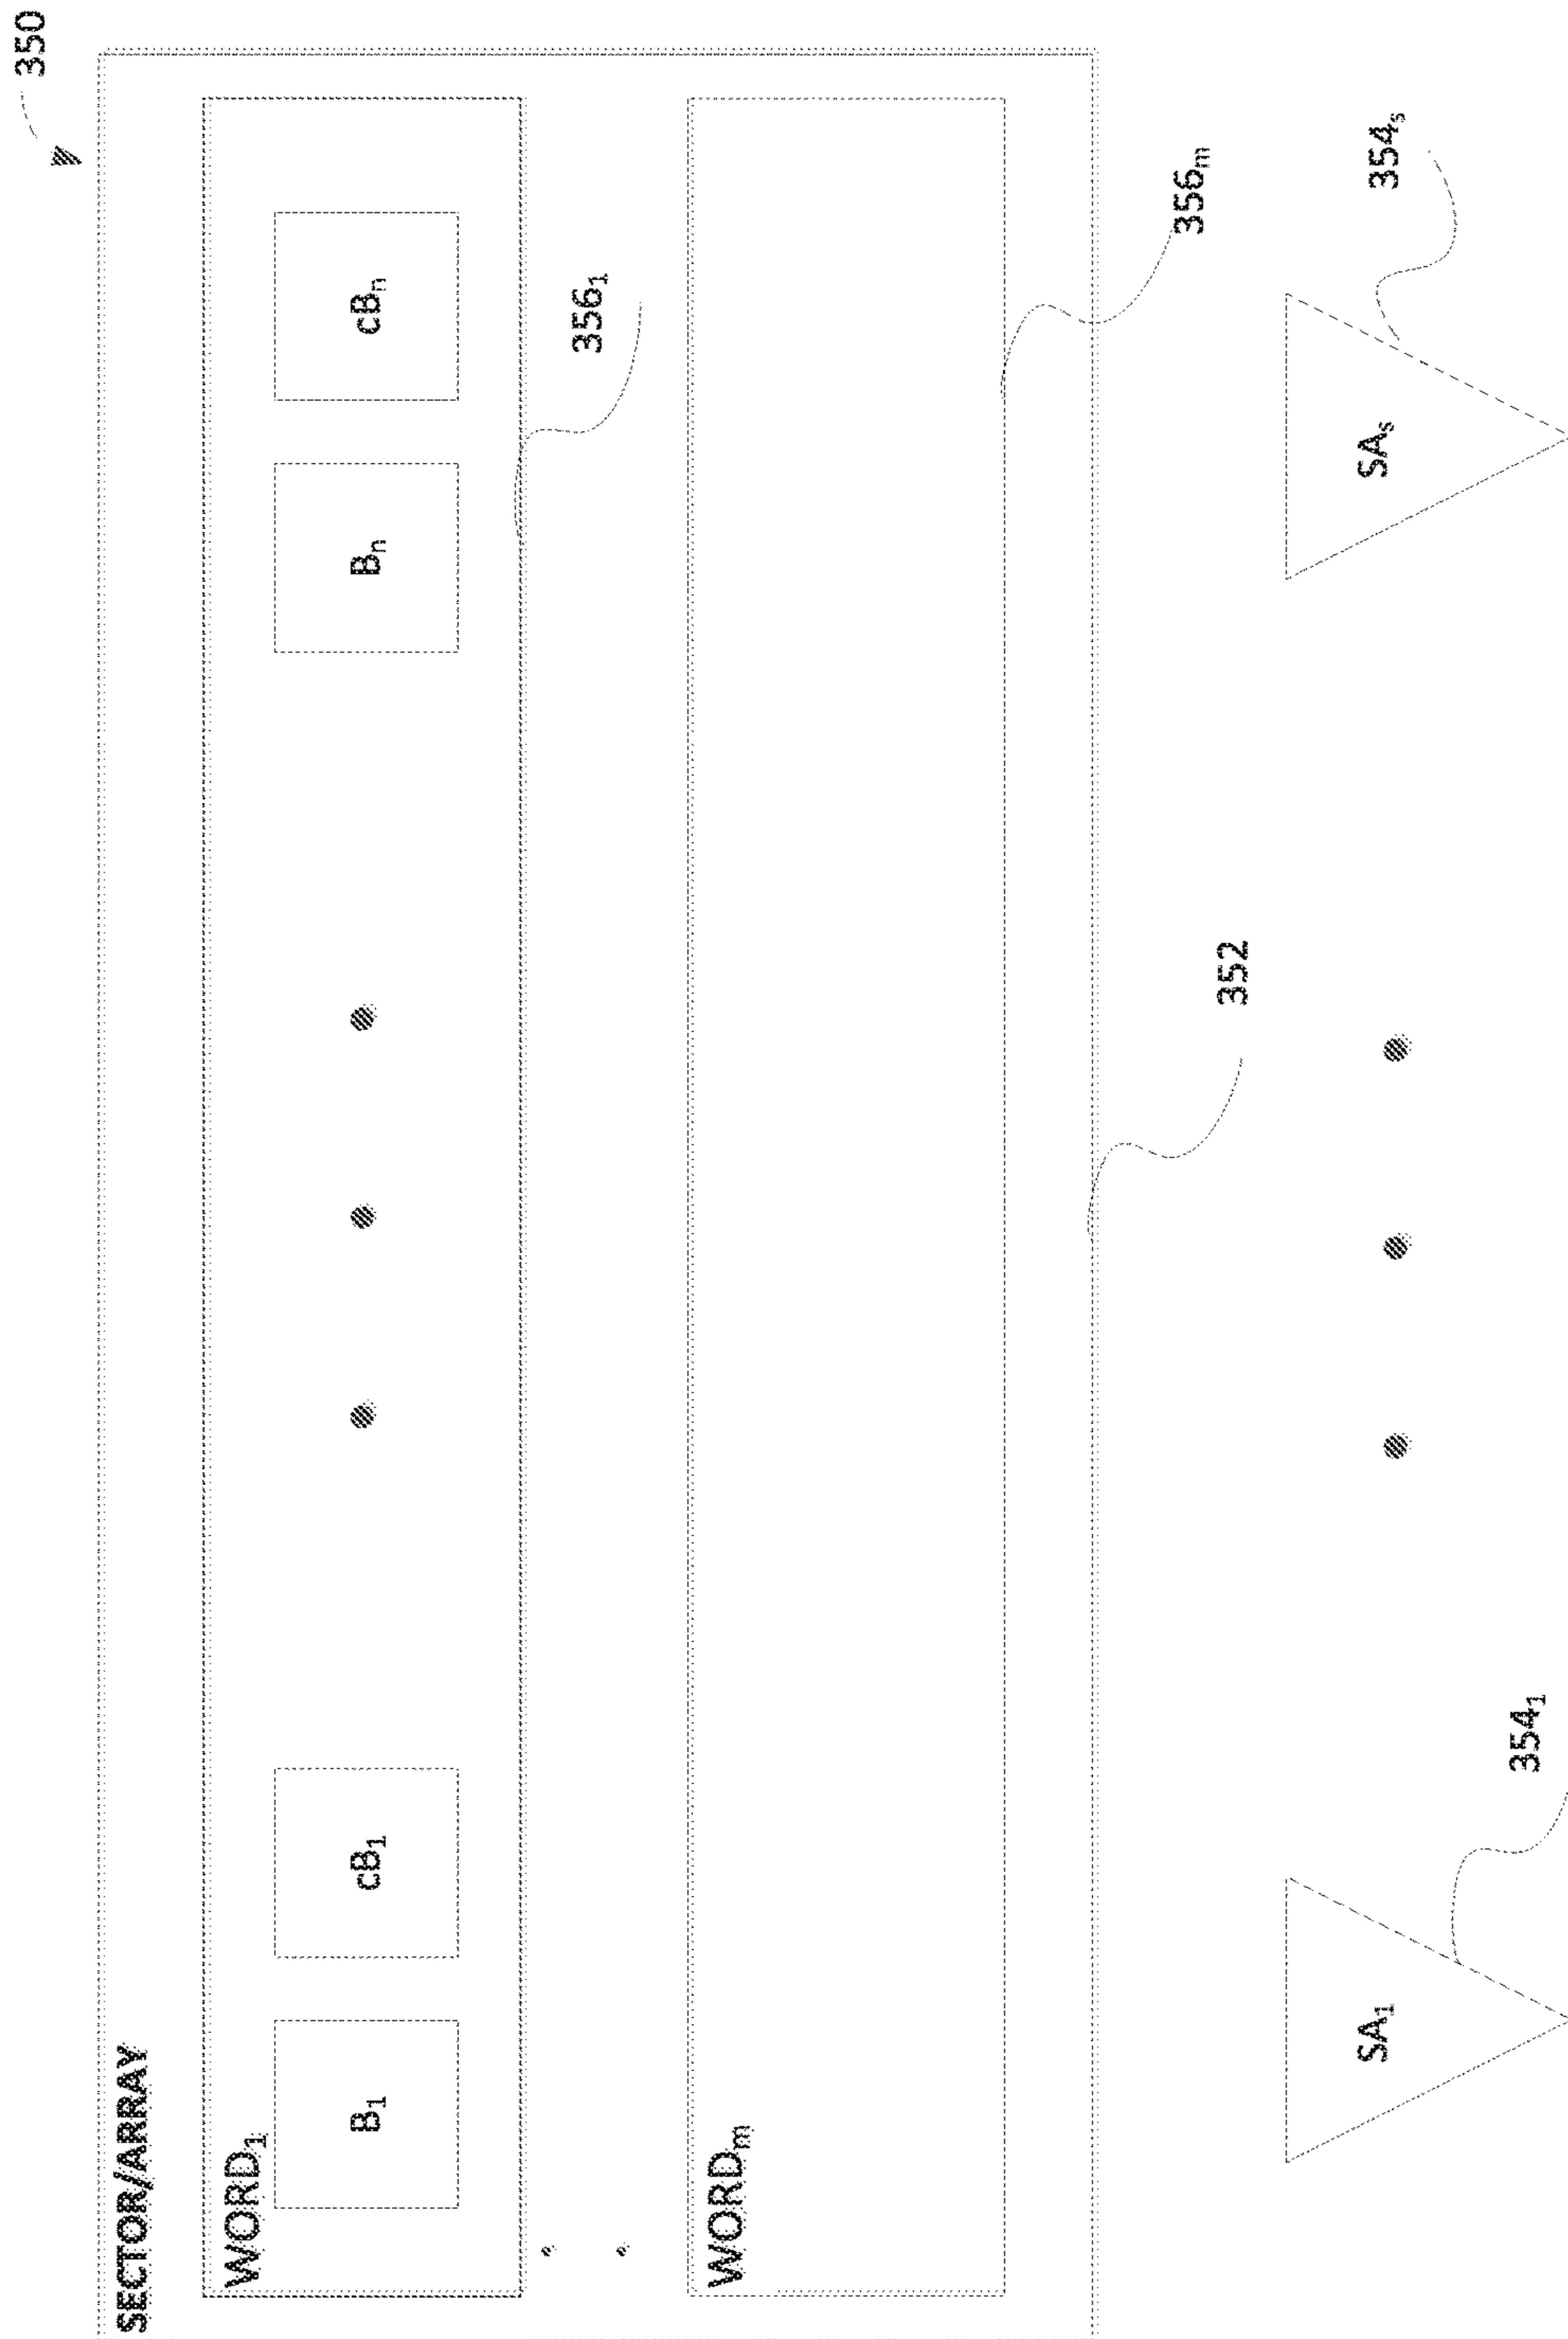 350
SECTOR/ARRAY
WORD₁
B₁
cB₁
Bₙ
cBₙ
356₁
WORDₘ
356ₘ
352
SA₁
354₁
SAₛ
354ₛ